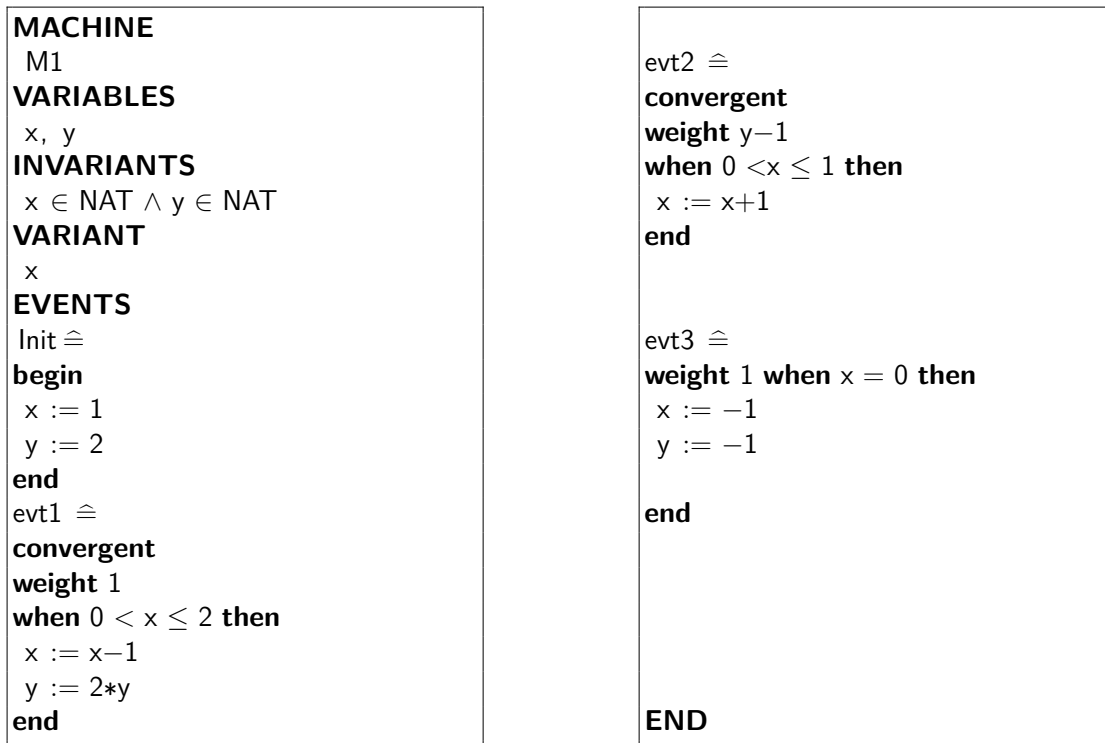 MACHINE
M1
VARIABLES
x, y
INVARIANTS
x ∈ NAT ∧ y ∈ NAT
VARIANT
x
EVENTS
Init ≙
begin
x := 1
y := 2
end
evt1 ≙
convergent
weight 1
when 0 < x ≤ 2 then
x := x−1
y := 2*y
end
evt2 ≙
convergent
weight y−1
when 0 <x ≤ 1 then
x := x+1
end
evt3 ≙
weight 1 when x = 0 then
x := −1
y := −1
end
END